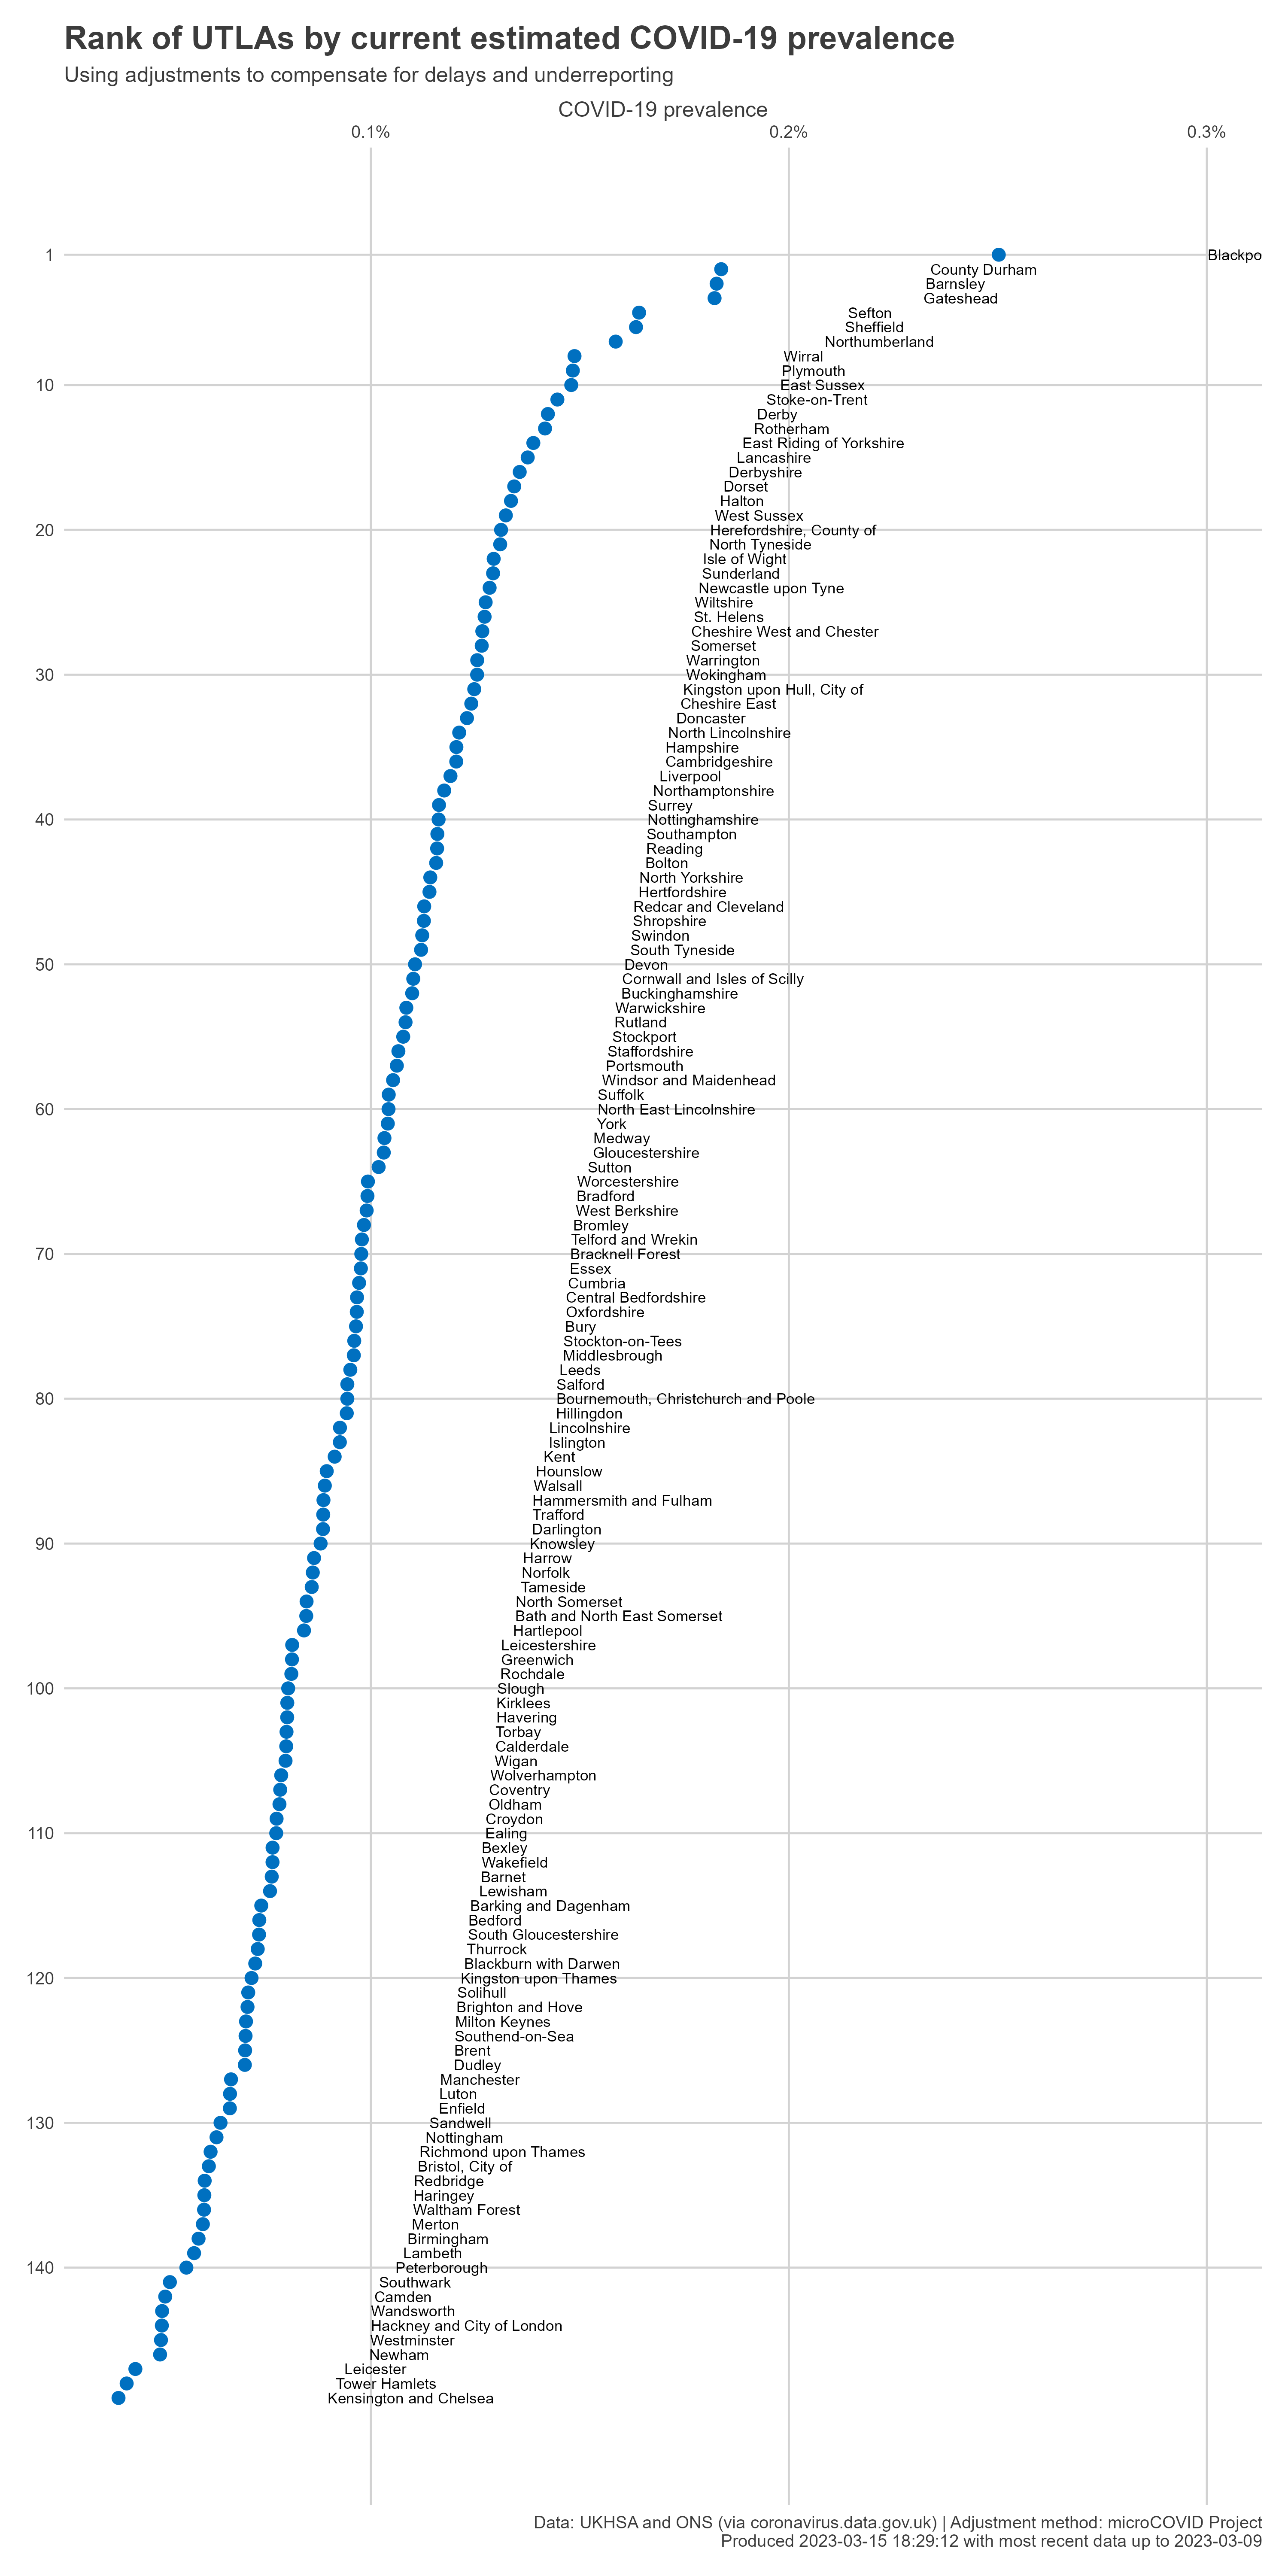 Rank of UTLAs by current estimated COVID-19 prevalence
Using adjustments to compensate for delays and underreporting
COVID-19 prevalence
0.1% 0.2% 0.3%
1 Blackpo
County Durham
Barnsley
Gateshead
Sefton
Sheffield
Northumberland
Wirral
Plymouth
10 East Sussex
Stoke-on-Trent
Derby
Rotherham
East Riding of Yorkshire
Lancashire
Derbyshire
Dorset
Halton
West Sussex
20 Herefordshire, County of
North Tyneside
Isle of Wight
Sunderland
Newcastle upon Tyne
Wiltshire
St. Helens
Cheshire West and Chester
Somerset
Warrington
30 Wokingham
Kingston upon Hull, City of
Cheshire East
Doncaster
North Lincolnshire
Hampshire
Cambridgeshire
Liverpool
Northamptonshire
Surrey
40 Nottinghamshire
Southampton
Reading
Bolton
North Yorkshire
Hertfordshire
Redcar and Cleveland
Shropshire
Swindon
South Tyneside
50 Devon
Cornwall and Isles of Scilly
Buckinghamshire
Warwickshire
Rutland
Stockport
Staffordshire
Portsmouth
Windsor and Maidenhead
Suffolk
60 North East Lincolnshire
York
Medway
Gloucestershire
Sutton
Worcestershire
Bradford
West Berkshire
Bromley
Telford and Wrekin
70 Bracknell Forest
Essex
Cumbria
Central Bedfordshire
Oxfordshire
Bury
Stockton-on-Tees
Middlesbrough
Leeds
Salford
80 Bournemouth, Christchurch and Poole
Hillingdon
Lincolnshire
Islington
Kent
Hounslow
Walsall
Hammersmith and Fulham
Trafford
Darlington
90 Knowsley
Harrow
Norfolk
Tameside
North Somerset
Bath and North East Somerset
Hartlepool
Leicestershire
Greenwich
Rochdale
100 Slough
Kirklees
Havering
Torbay
Calderdale
Wigan
Wolverhampton
Coventry
Oldham
Croydon
110 Ealing
Bexley
Wakefield
Barnet
Lewisham
Barking and Dagenham
Bedford
South Gloucestershire
Thurrock
Blackburn with Darwen
120 Kingston upon Thames
Solihull
Brighton and Hove
Milton Keynes
Southend-on-Sea
Brent
Dudley
Manchester
Luton
Enfield
130 Sandwell
Nottingham
Richmond upon Thames
Bristol, City of
Redbridge
Haringey
Waltham Forest
Merton
Birmingham
Lambeth
140 Peterborough
Southwark
Camden
Wandsworth
Hackney and City of London
Westminster
Newham
Leicester
Tower Hamlets
Kensington and Chelsea
Data: UKHSA and ONS (via coronavirus.data.gov.uk) | Adjustment method: microCOVID Project
Produced 2023-03-15 18:29:12 with most recent data up to 2023-03-09